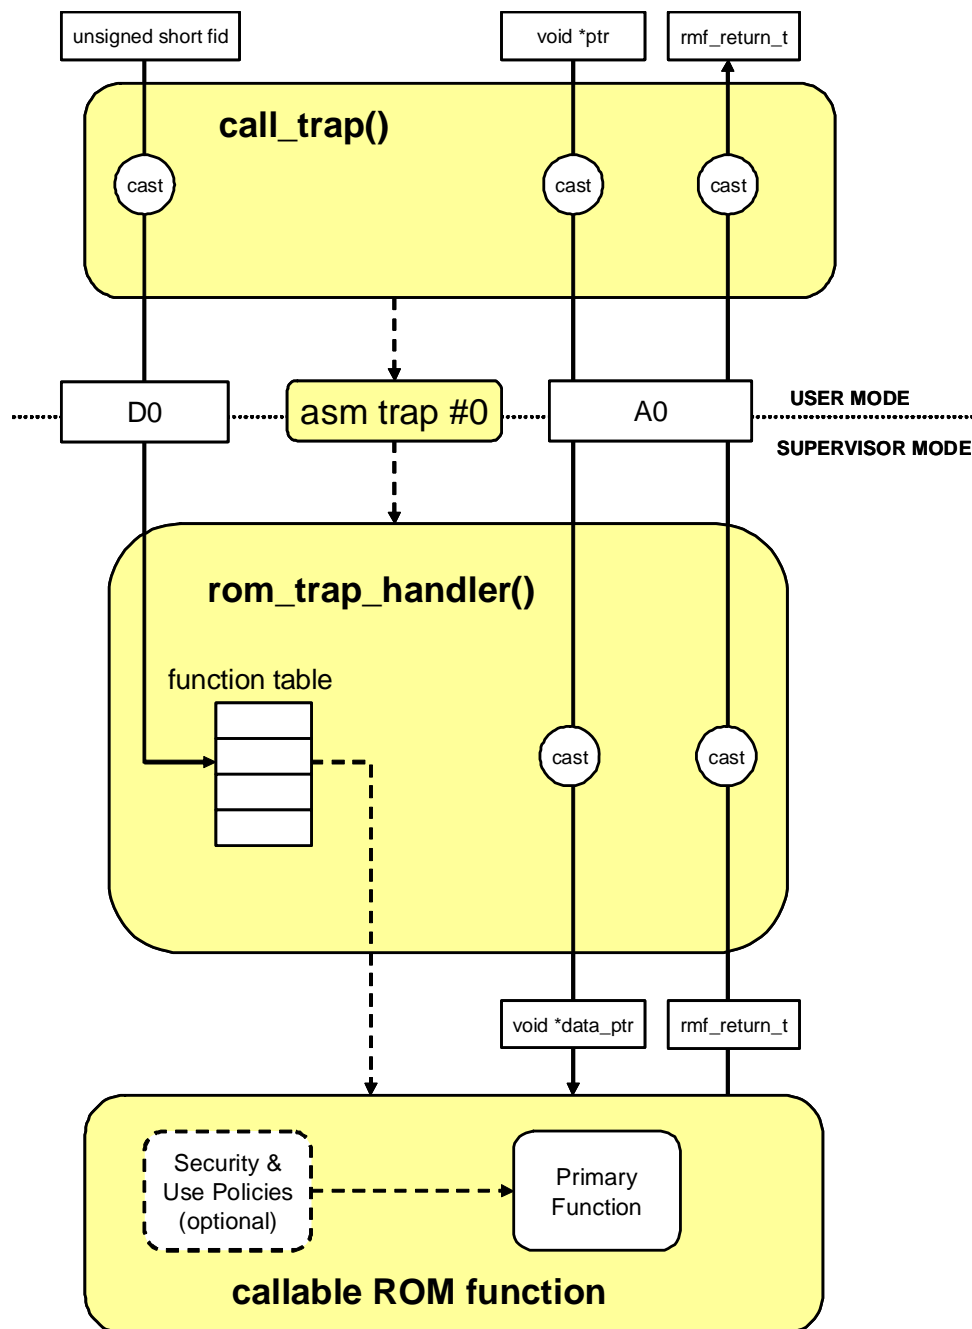 unsigned short fid
void *ptr
rmf_return_t
call_trap()
cast
cast
cast
D0
asm trap #0
A0
USER MODE
SUPERVISOR MODE
rom_trap_handler()
function table
cast
cast
void *data_ptr
rmf_return_t
Security &
Use Policies
(optional)
Primary
Function
callable ROM function